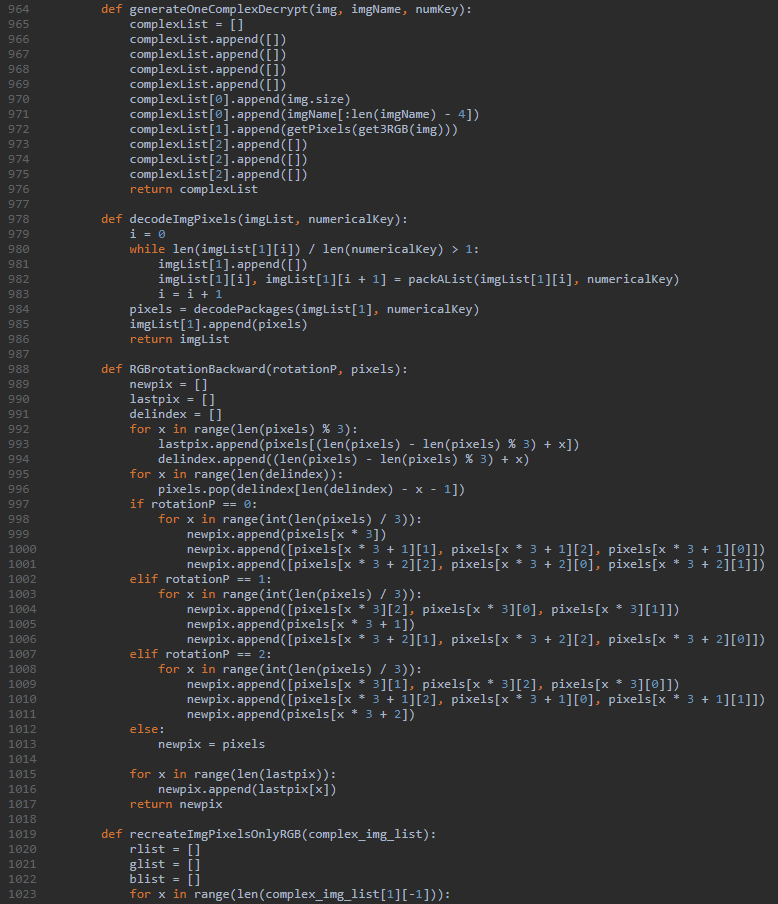 964 def generateOneComplexDecrypt(img, imgName, numKey):
965 complexList = []
966 complexList.append([])
967 complexList.append([])
968 complexList.append([])
969 complexList.append([])
970 complexList[0].append(img.size)
971 complexList[0].append(imgName[:len(imgName) - 4])
972 complexList[1].append(getPixels(get3RGB(img)))
973 complexList[2].append([])
974 complexList[2].append([])
975 complexList[2].append([])
976 return complexList
977
978 def decodeImgPixels(imgList, numericalKey):
979 i = 0
980 while len(imgList[1][i]) / len(numericalKey) > 1:
981 imgList[1].append([])
982 imgList[1][i], imgList[1][i + 1] = packAList(imgList[1][i], numericalKey)
983 i = i + 1
984 pixels = decodePackages(imgList[1], numericalKey)
985 imgList[1].append(pixels)
986 return imgList
987
988 def RGBrotationBackward(rotationP, pixels):
989 newpix = []
990 lastpix = []
991 delindex = []
992 for x in range(len(pixels) % 3):
993 lastpix.append(pixels[(len(pixels) - len(pixels) % 3) + x])
994 delindex.append((len(pixels) - len(pixels) % 3) + x)
995 for x in range(len(delindex)):
996 pixels.pop(delindex[len(delindex) - x - 1])
997 if rotationP == 0:
998 for x in range(int(len(pixels) / 3)):
999 newpix.append(pixels[x * 3])
1000 newpix.append([pixels[x * 3 + 1][1], pixels[x * 3 + 1][2], pixels[x * 3 + 1][0]])
1001 newpix.append([pixels[x * 3 + 2][2], pixels[x * 3 + 2][0], pixels[x * 3 + 2][1]])
1002 elif rotationP == 1:
1003 for x in range(int(len(pixels) / 3)):
1004 newpix.append([pixels[x * 3][2], pixels[x * 3][0], pixels[x * 3][1]])
1005 newpix.append(pixels[x * 3 + 1])
1006 newpix.append([pixels[x * 3 + 2][1], pixels[x * 3 + 2][2], pixels[x * 3 + 2][0]])
1007 elif rotationP == 2:
1008 for x in range(int(len(pixels) / 3)):
1009 newpix.append([pixels[x * 3][1], pixels[x * 3][2], pixels[x * 3][0]])
1010 newpix.append([pixels[x * 3 + 1][2], pixels[x * 3 + 1][0], pixels[x * 3 + 1][1]])
1011 newpix.append(pixels[x * 3 + 2])
1012 else:
1013 newpix = pixels
1014
1015 for x in range(len(lastpix)):
1016 newpix.append(lastpix[x])
1017 return newpix
1018
1019 def recreateImgPixelsOnlyRGB(complex_img_list):
1020 rlist = []
1021 glist = []
1022 blist = []
1023 for x in range(len(complex_img_list[1][-1])):